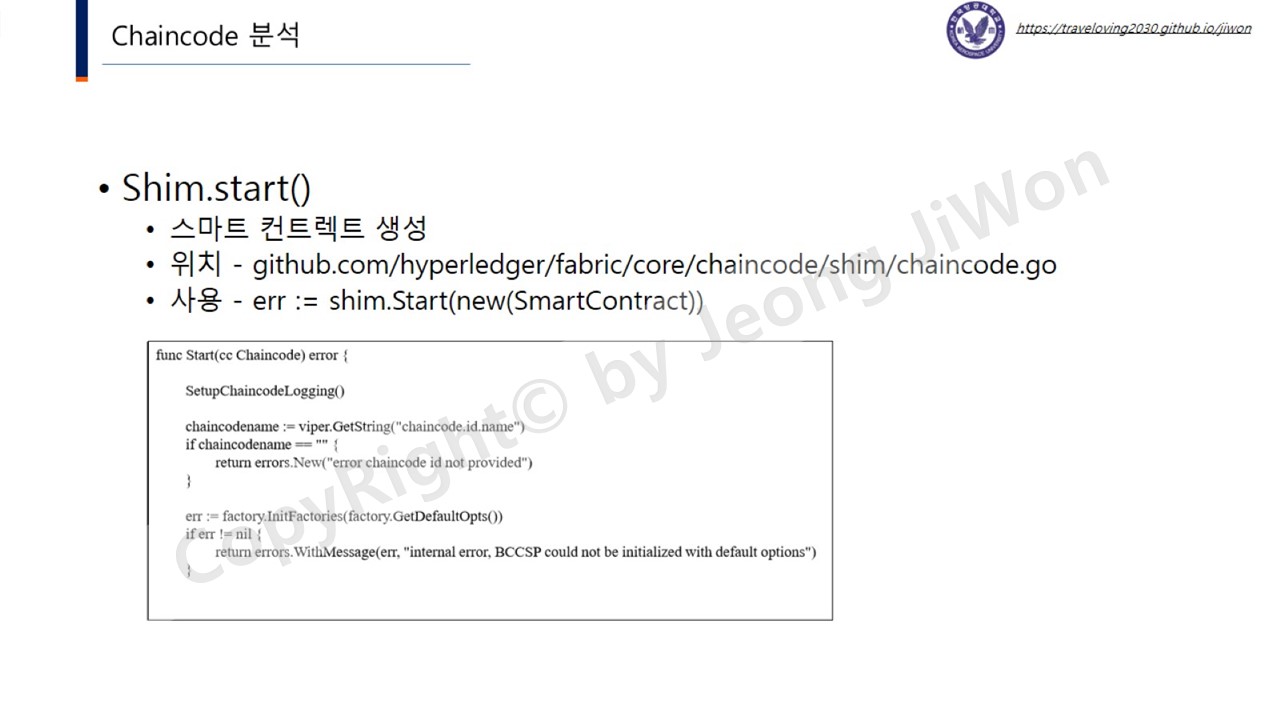 Chaincode 분석
https://traveloving2030.github.io/jiwon
• Shim.start()
• 스마트 컨트렉트 생성
• 위치 - github.com/hyperledger/fabric/core/chaincode/shim/chaincode.go
• 사용 - err := shim.Start(new(SmartContract))
func Start(cc Chaincode) error {
SetupChaincodeLogging()
chaincodename := viper.GetString("chaincode.id.name")
if chaincodename == "" {
return errors.New("error chaincode id not provided")
}
err := factory.InitFactories(factory.GetDefaultOpts())
if err != nil {
return errors.WithMessage(err, "internal error, BCCSP could not be initialized with default options")
}
CopyRight© by Jeong JiWon